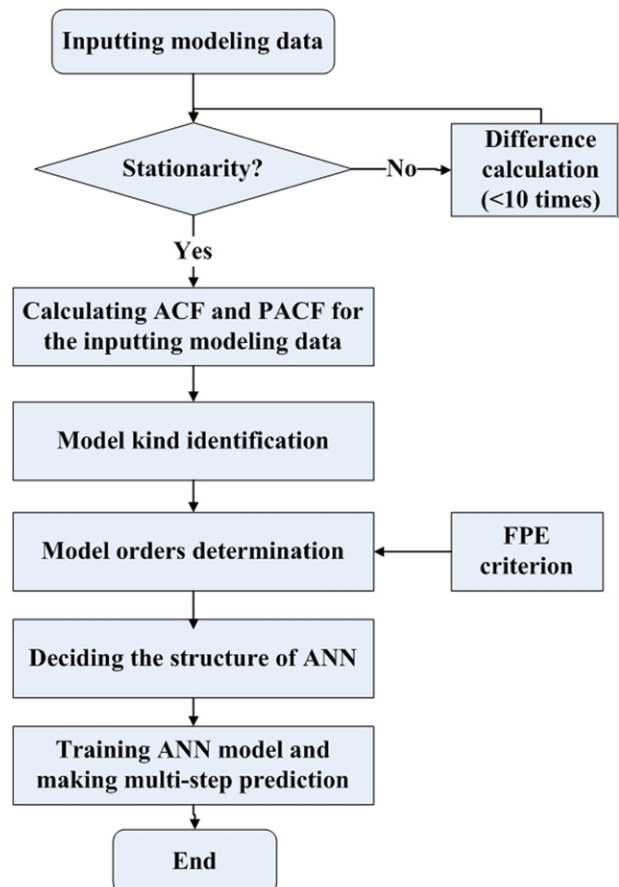 Inputting modeling data
Stationarity?
No
Difference
calculation
(<10 times)
Yes
Calculating ACF and PACF for
the inputting modeling data
Model kind identification
Model orders determination
FPE
criterion
Deciding the structure of ANN
Training ANN model and
making multi-step prediction
End